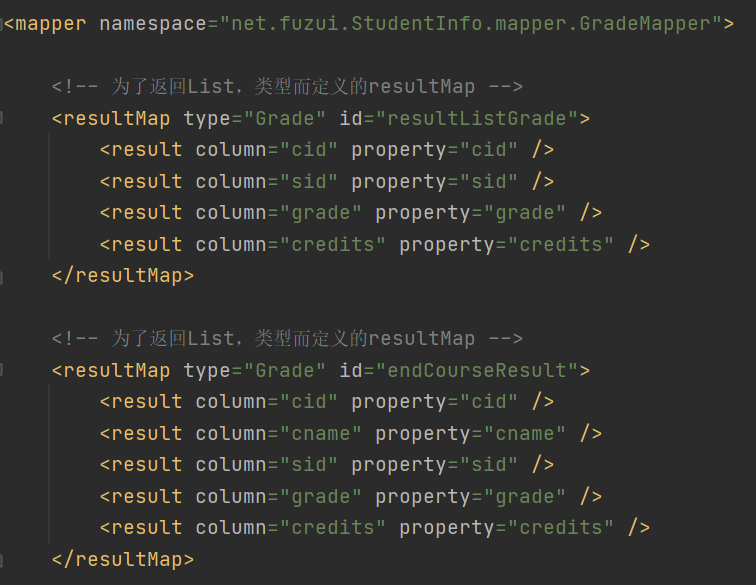 <mapper namespace="net.fuzui.StudentInfo.mapper.GradeMapper">
<!-- 为了返回List，类型而定义的resultMap -->
<resultMap type="Grade" id="resultListGrade">
<result column="cid" property="cid" />
<result column="sid" property="sid" />
<result column="grade" property="grade" />
<result column="credits" property="credits" />
</resultMap>
<!-- 为了返回List，类型而定义的resultMap -->
<resultMap type="Grade" id="endCourseResult">
<result column="cid" property="cid" />
<result column="cname" property="cname" />
<result column="sid" property="sid" />
<result column="grade" property="grade" />
<result column="credits" property="credits" />
</resultMap>